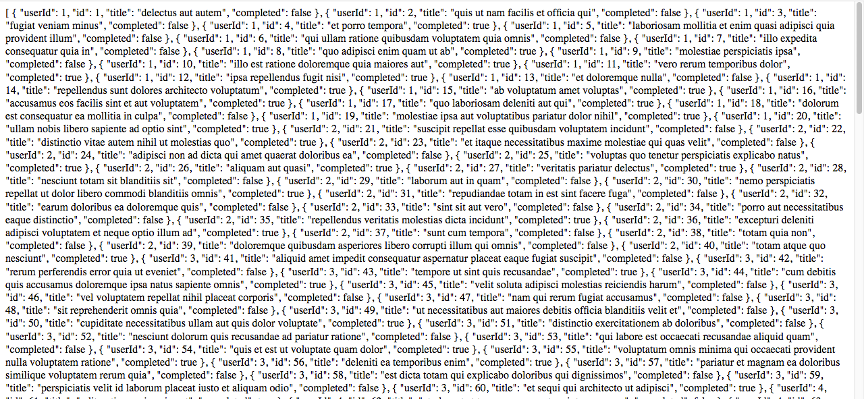 [ { "userId": 1, "id": 1, "title": "delectus aut autem", "completed": false }, { "userId": 1, "id": 2, "title": "quis ut nam facilis et officia qui", "completed": false }, { "userId": 1, "id": 3, "title":
"fugiat veniam minus", "completed": false }, { "userId": 1, "id": 4, "title": "et porro tempora", "completed": true }, { "userId": 1, "id": 5, "title": "laboriosam mollitia et enim quasi adipisci quia
provident illum", "completed": false }, { "userId": 1, "id": 6, "title": "qui ullam ratione quibusdam voluptatem quia omnis", "completed": false }, { "userId": 1, "id": 7, "title": "illo expedita
consequatur quia in", "completed": false }, { "userId": 1, "id": 8, "title": "quo adipisci enim quam ut ab", "completed": true }, { "userId": 1, "id": 9, "title": "molestiae perspiciatis ipsa",
"completed": false }, { "userId": 1, "id": 10, "title": "illo est ratione doloremque quia maiores aut", "completed": true }, { "userId": 1, "id": 11, "title": "vero rerum temporibus dolor",
"completed": true }, { "userId": 1, "id": 12, "title": "ipsa repellendus fugit nisi", "completed": true }, { "userId": 1, "id": 13, "title": "et doloremque nulla", "completed": false }, { "userId": 1, "id":
14, "title": "repellendus sunt dolores architecto voluptatum", "completed": true }, { "userId": 1, "id": 15, "title": "ab voluptatum amet voluptas", "completed": true }, { "userId": 1, "id": 16, "title":
"accusamus eos facilis sint et aut voluptatem", "completed": true }, { "userId": 1, "id": 17, "title": "quo laboriosam deleniti aut qui", "completed": true }, { "userId": 1, "id": 18, "title": "dolorum
est consequatur ea mollitia in culpa", "completed": false }, { "userId": 1, "id": 19, "title": "molestiae ipsa aut voluptatibus pariatur dolor nihil", "completed": true }, { "userId": 1, "id": 20, "title":
"ullam nobis libero sapiente ad optio sint", "completed": true }, { "userId": 2, "id": 21, "title": "suscipit repellat esse quibusdam voluptatem incidunt", "completed": false }, { "userId": 2, "id": 22,
"title": "distinctio vitae autem nihil ut molestias quo", "completed": true }, { "userId": 2, "id": 23, "title": "et itaque necessitatibus maxime molestiae qui quas velit", "completed": false }, {
"userId": 2, "id": 24, "title": "adipisci non ad dicta qui amet quaerat doloribus ea", "completed": false }, { "userId": 2, "id": 25, "title": "voluptas quo tenetur perspiciatis explicabo natus",
"completed": true }, { "userId": 2, "id": 26, "title": "aliquam aut quasi", "completed": true }, { "userId": 2, "id": 27, "title": "veritatis pariatur delectus", "completed": true }, { "userId": 2, "id": 28,
"title": "nesciunt totam sit blanditiis sit", "completed": false }, { "userId": 2, "id": 29, "title": "laborum aut in quam", "completed": false }, { "userId": 2, "id": 30, "title": "nemo perspiciatis
repellat ut dolor libero commodi blanditiis omnis", "completed": true }, { "userId": 2, "id": 31, "title": "repudiandae totam in est sint facere fuga", "completed": false }, { "userId": 2, "id": 32,
"title": "earum doloribus ea doloremque quis", "completed": false }, { "userId": 2, "id": 33, "title": "sint sit aut vero", "completed": false }, { "userId": 2, "id": 34, "title": "porro aut necessitatibus
eaque distinctio", "completed": false }, { "userId": 2, "id": 35, "title": "repellendus veritatis molestias dicta incidunt", "completed": true }, { "userId": 2, "id": 36, "title": "excepturi deleniti
adipisci voluptatem et neque optio illum ad", "completed": true }, { "userId": 2, "id": 37, "title": "sunt cum tempora", "completed": false }, { "userId": 2, "id": 38, "title": "totam quia non",
"completed": false }, { "userId": 2, "id": 39, "title": "doloremque quibusdam asperiores libero corrupti illum qui omnis", "completed": false }, { "userId": 2, "id": 40, "title": "totam atque quo
nesciunt", "completed": true }, { "userId": 3, "id": 41, "title": "aliquid amet impedit consequatur aspernatur placeat eaque fugiat suscipit", "completed": false }, { "userId": 3, "id": 42, "title":
"rerum perferendis error quia ut eveniet", "completed": false }, { "userId": 3, "id": 43, "title": "tempore ut sint quis recusandae", "completed": true }, { "userId": 3, "id": 44, "title": "cum debitis
quis accusamus doloremque ipsa natus sapiente omnis", "completed": true }, { "userId": 3, "id": 45, "title": "velit soluta adipisci molestias reiciendis harum", "completed": false }, { "userId": 3,
"id": 46, "title": "vel voluptatem repellat nihil placeat corporis", "completed": false }, { "userId": 3, "id": 47, "title": "nam qui rerum fugiat accusamus", "completed": false }, { "userId": 3, "id":
48, "title": "sit reprehenderit omnis quia", "completed": false }, { "userId": 3, "id": 49, "title": "ut necessitatibus aut maiores debitis officia blanditiis velit et", "completed": false }, { "userId": 3,
"id": 50, "title": "cupiditate necessitatibus ullam aut quis dolor voluptate", "completed": true }, { "userId": 3, "id": 51, "title": "distinctio exercitationem ab doloribus", "completed": false }, {
"userId": 3, "id": 52, "title": "nesciunt dolorum quis recusandae ad pariatur ratione", "completed": false }, { "userId": 3, "id": 53, "title": "qui labore est occaecati recusandae aliquid quam",
"completed": false }, { "userId": 3, "id": 54, "title": "quis et est ut voluptate quam dolor", "completed": true }, { "userId": 3, "id": 55, "title": "voluptatum omnis minima qui occaecati provident
nulla voluptatem ratione", "completed": true }, { "userId": 3, "id": 56, "title": "deleniti ea temporibus enim", "completed": true }, { "userId": 3, "id": 57, "title": "pariatur et magnam ea doloribus
similique voluptatem rerum quia", "completed": false }, { "userId": 3, "id": 58, "title": "est dicta totam qui explicabo doloribus qui dignissimos", "completed": false }, { "userId": 3, "id": 59,
"title": "perspiciatis velit id laborum placeat iusto et aliquam odio", "completed": false }, { "userId": 3, "id": 60, "title": "et sequi qui architecto ut adipisci", "completed": true }, { "userId": 4,